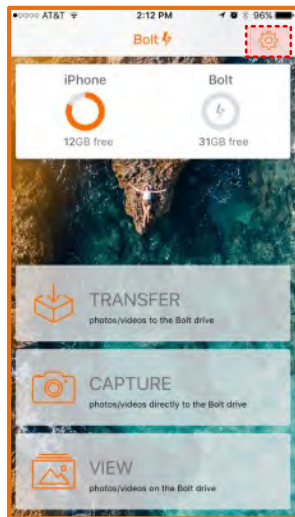 AT&T 2:12 PM 96%
Bolt
iPhone Bolt
12GB free 31GB free
TRANSFER
photos/videos to the Bolt drive
CAPTURE
photos/videos directly to the Bolt drive
VIEW
photos/videos on the Bolt drive